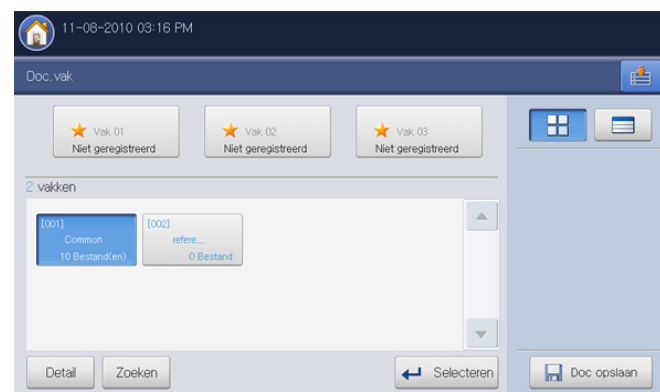 11-08-2010 03:16 PM
Doc. vak
Vak 01
Niet geregistreerd
Vak 02
Niet geregistreerd
Vak 03
Niet geregistreerd
2 vakken
[001]
Common
10 Bestand(en)
[002]
refere...
0 Bestand
Detail
Zoeken
Selecteren
Doc opslaan